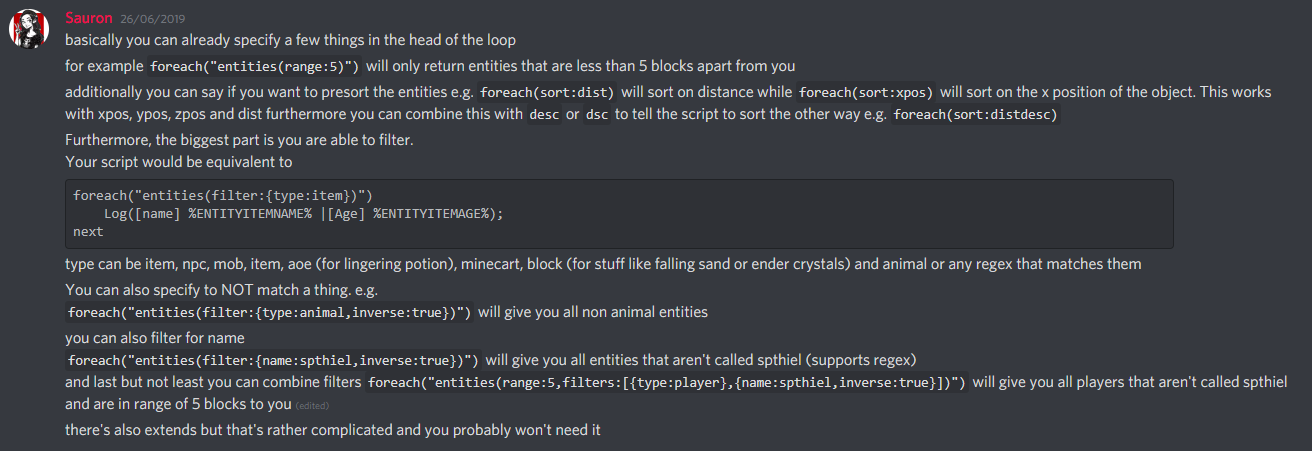 Sauron 26/06/2019
basically you can already specify a few things in the head of the loop
for example foreach("entities(range:5)") will only return entities that are less than 5 blocks apart from you
additionally you can say if you want to presort the entities e.g. foreach(sort:dist) will sort on distance while foreach(sort:xpos) will sort on the x position of the object. This works
with xpos, ypos, zpos and dist furthermore you can combine this with desc or dsc to tell the script to sort the other way e.g. foreach(sort:distdesc)
Furthermore, the biggest part is you are able to filter.
Your script would be equivalent to
foreach("entities(filter:{type:item})")
    Log([name] %ENTITYITEMNAME% |[Age] %ENTITYITEMAGE%);
next
type can be item, npc, mob, item, aoe (for lingering potion), minecart, block (for stuff like falling sand or ender crystals) and animal or any regex that matches them
You can also specify to NOT match a thing. e.g.
foreach("entities(filter:{type:animal,inverse:true})") will give you all non animal entities
you can also filter for name
foreach("entities(filter:{name:spthiel,inverse:true})") will give you all entities that aren't called spthiel (supports regex)
and last but not least you can combine filters foreach("entities(range:5,filters:[{type:player},{name:spthiel,inverse:true}])") will give you all players that aren't called spthiel
and are in range of 5 blocks to you (edited)
there's also extends but that's rather complicated and you probably won't need it